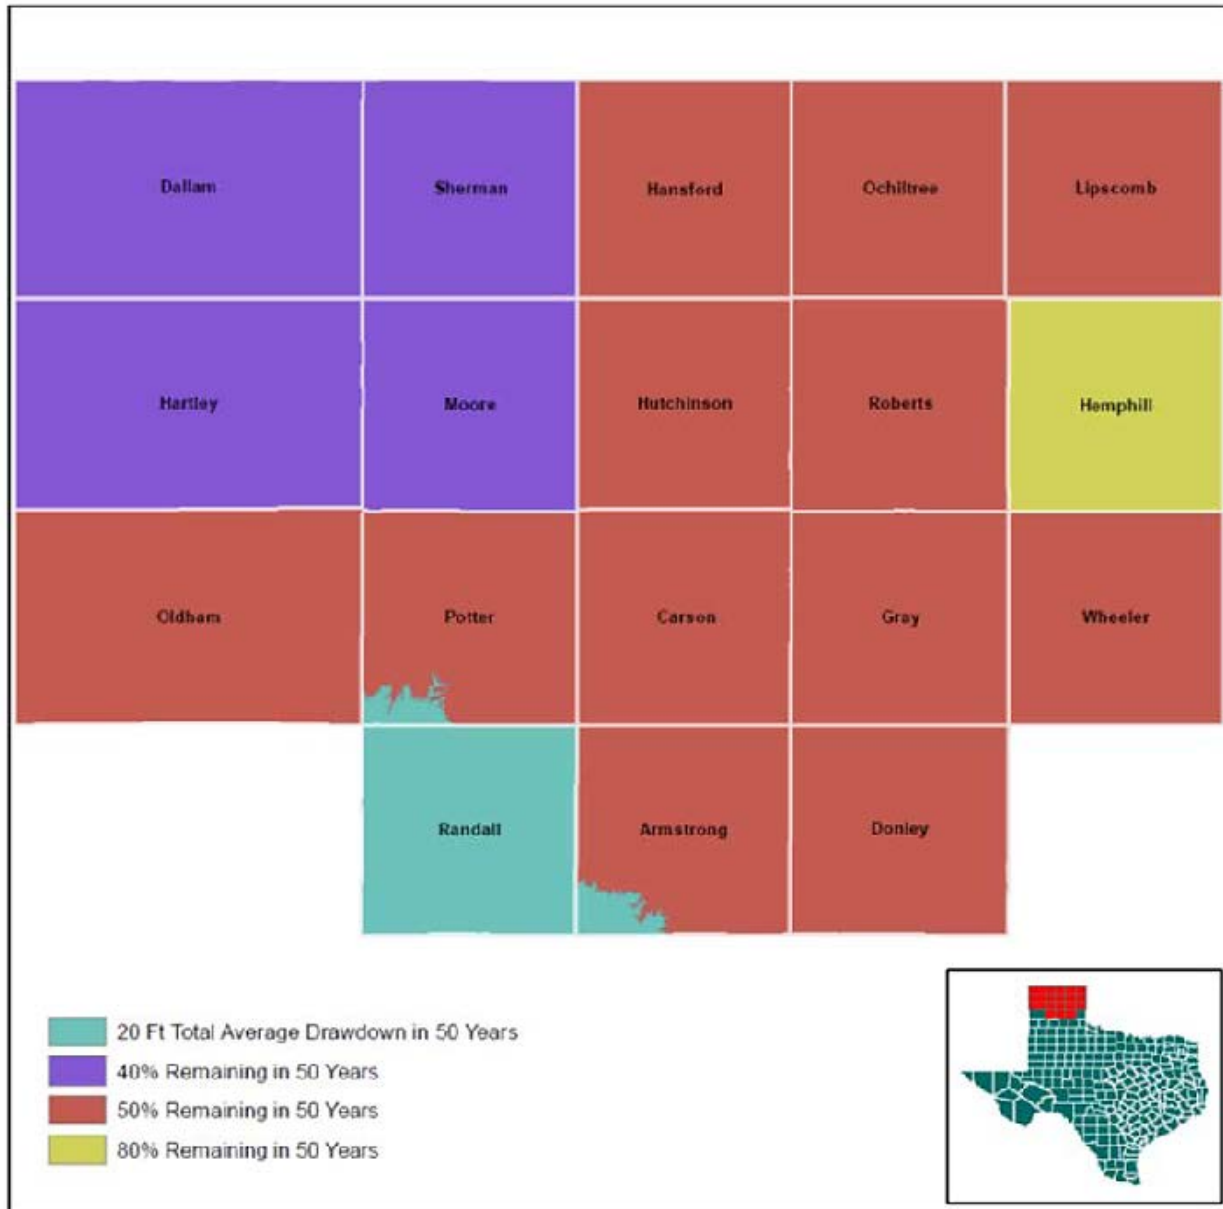 Dallam Sherman Hansford Ochiltree Lipscomb
Hartley Moore Hutchinson Roberts Hemphill
Oldham Potter Carson Gray Wheeler
Randall Armstrong Donley
20 Ft Total Average Drawdown in 50 Years
40% Remaining in 50 Years
50% Remaining in 50 Years
80% Remaining in 50 Years